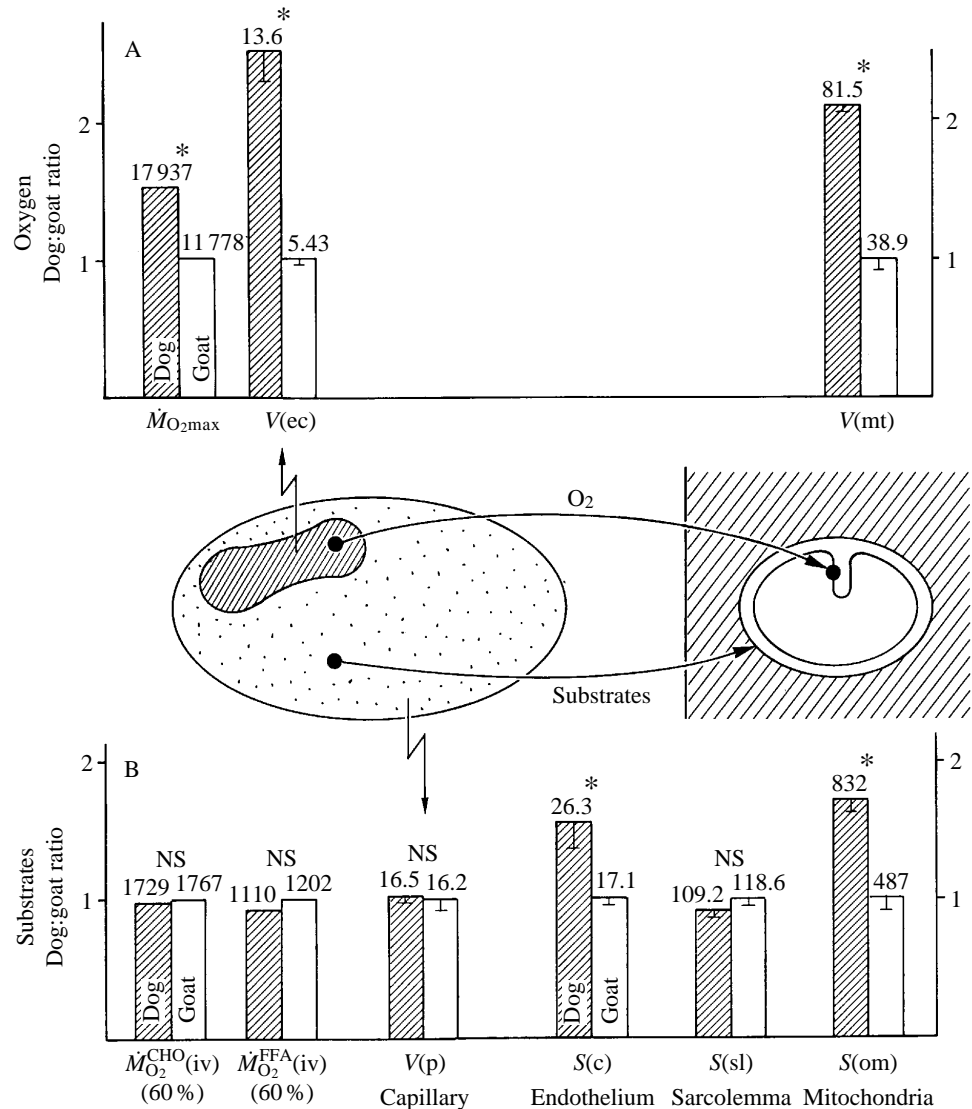 A
Oxygen
Dog:goat ratio
2
1
2
1
17 937
*
11 778
13.6
*
5.43
81.5
*
38.9
Dog
Goat
ṀO₂max
V(ec)
V(mt)
O₂
Substrates
B
Substrates
Dog:goat ratio
2
1
2
1
NS
1729
1767
NS
1110
1202
NS
16.5
16.2
26.3
*
17.1
NS
109.2
118.6
832
*
487
Dog
Goat
Dog
Goat
Ṁ^CHO_O₂(iv)
(60 %)
Ṁ^FFA_O₂(iv)
(60 %)
V(p)
Capillary
S(c)
Endothelium
S(sl)
Sarcolemma
S(om)
Mitochondria